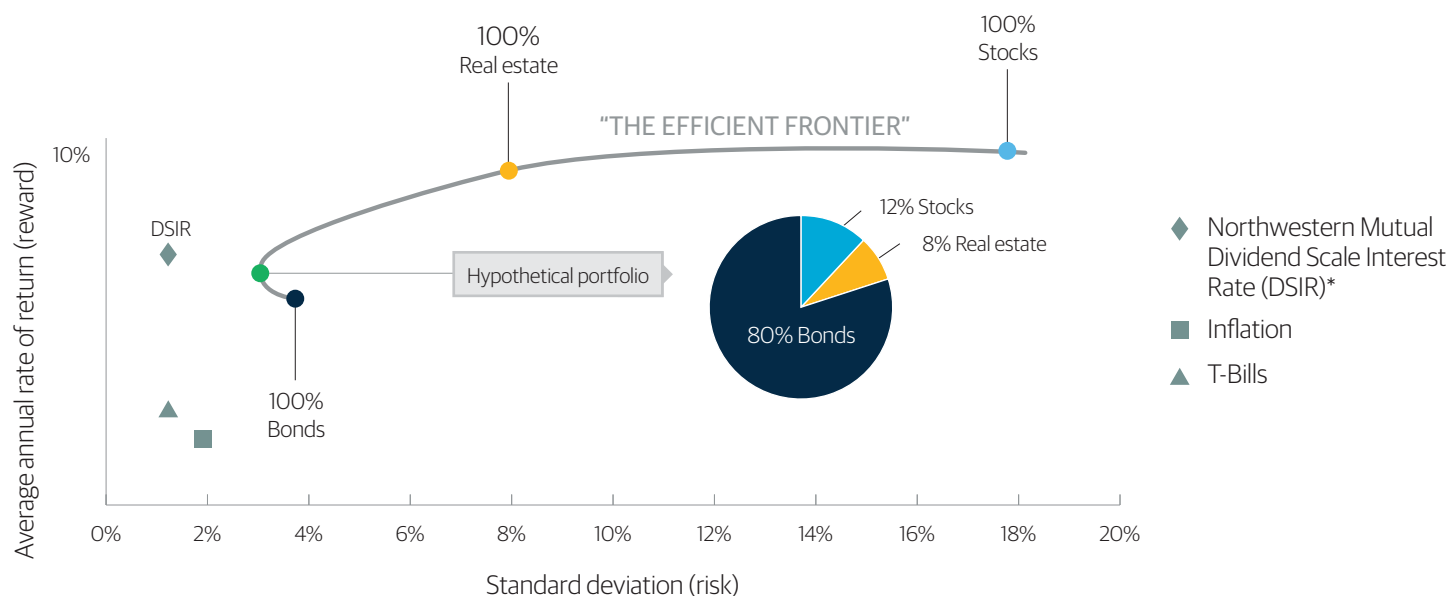 100%
Real estate
100%
Stocks
"THE EFFICIENT FRONTIER"
10%
DSIR
Hypothetical portfolio
12% Stocks
8% Real estate
80% Bonds
100%
Bonds
Northwestern Mutual
Dividend Scale Interest
Rate (DSIR)*
Inflation
T-Bills
Average annual rate of return (reward)
0%
2%
4%
6%
8%
10%
12%
14%
16%
18%
20%
Standard deviation (risk)